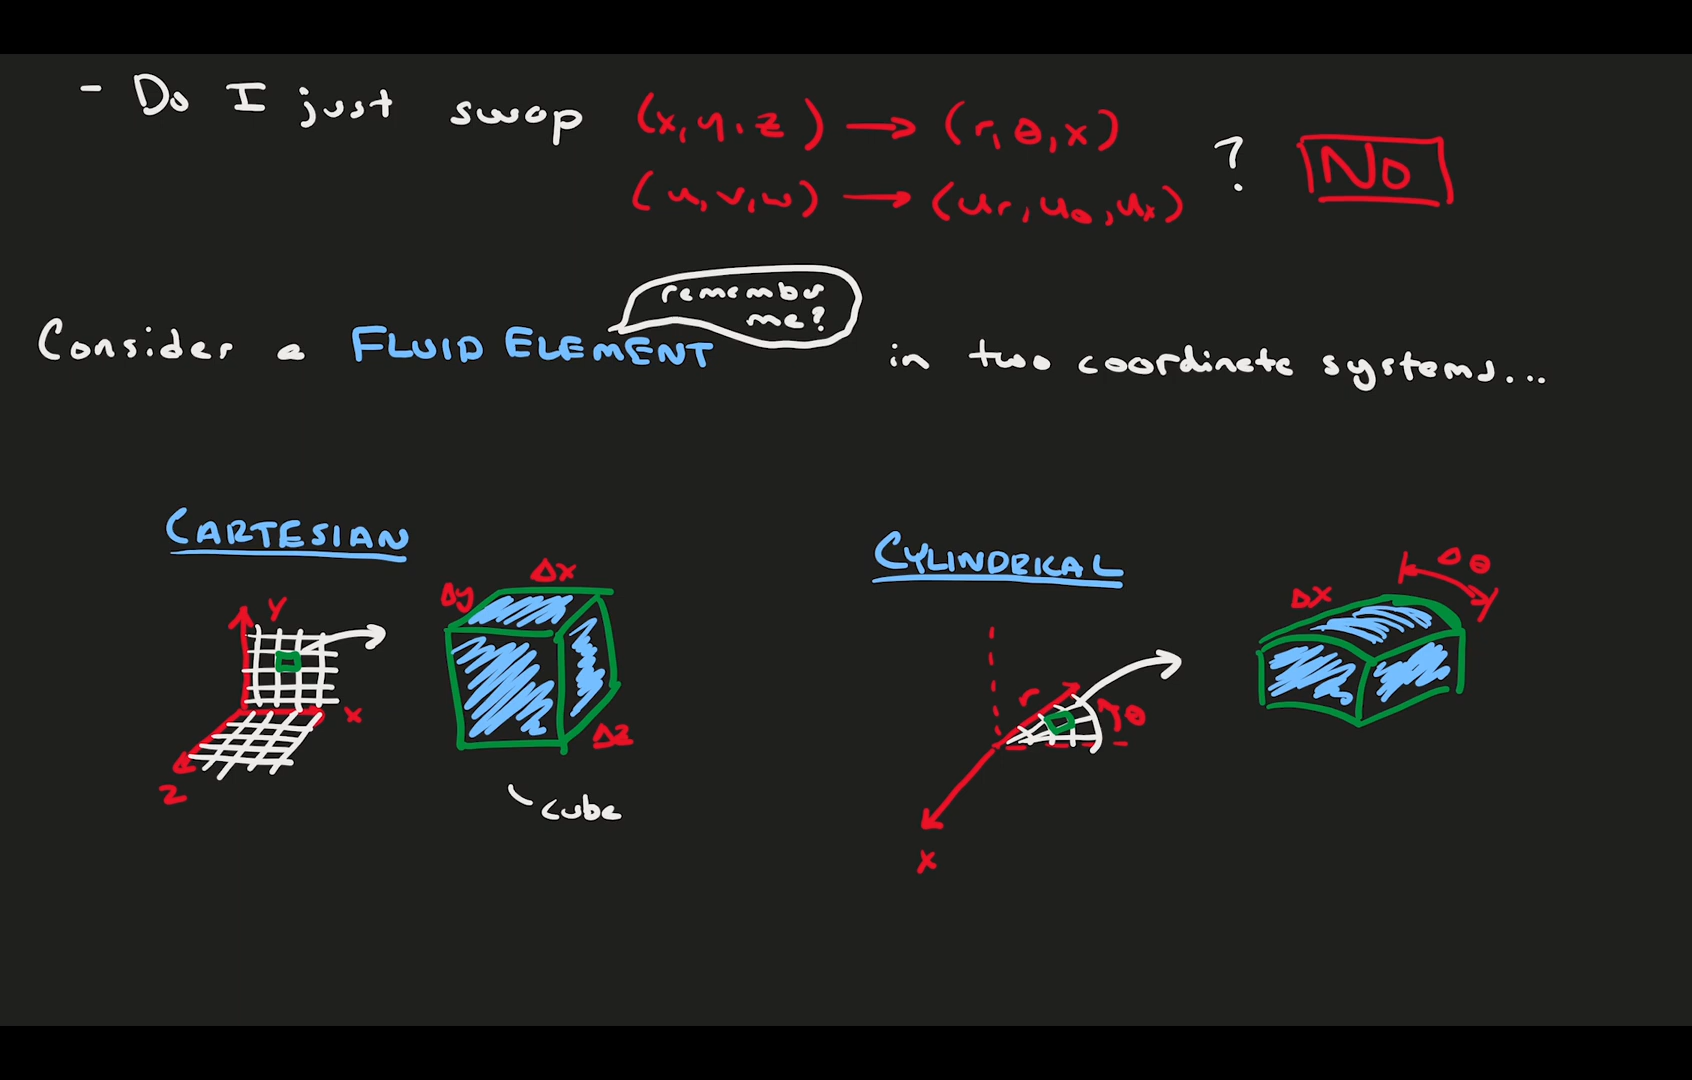 - Do I just swap (x, y, z) → (r, θ, x) ? NO
(u, v, w) → (ur, uθ, ux)
remember
me?
Consider a FLUID ELEMENT in two coordinate systems...
CARTESIAN
CYLINDRICAL
Δx
Δy
Δz
Y
x
z
cube
Δx
Δθ
r
θ
x